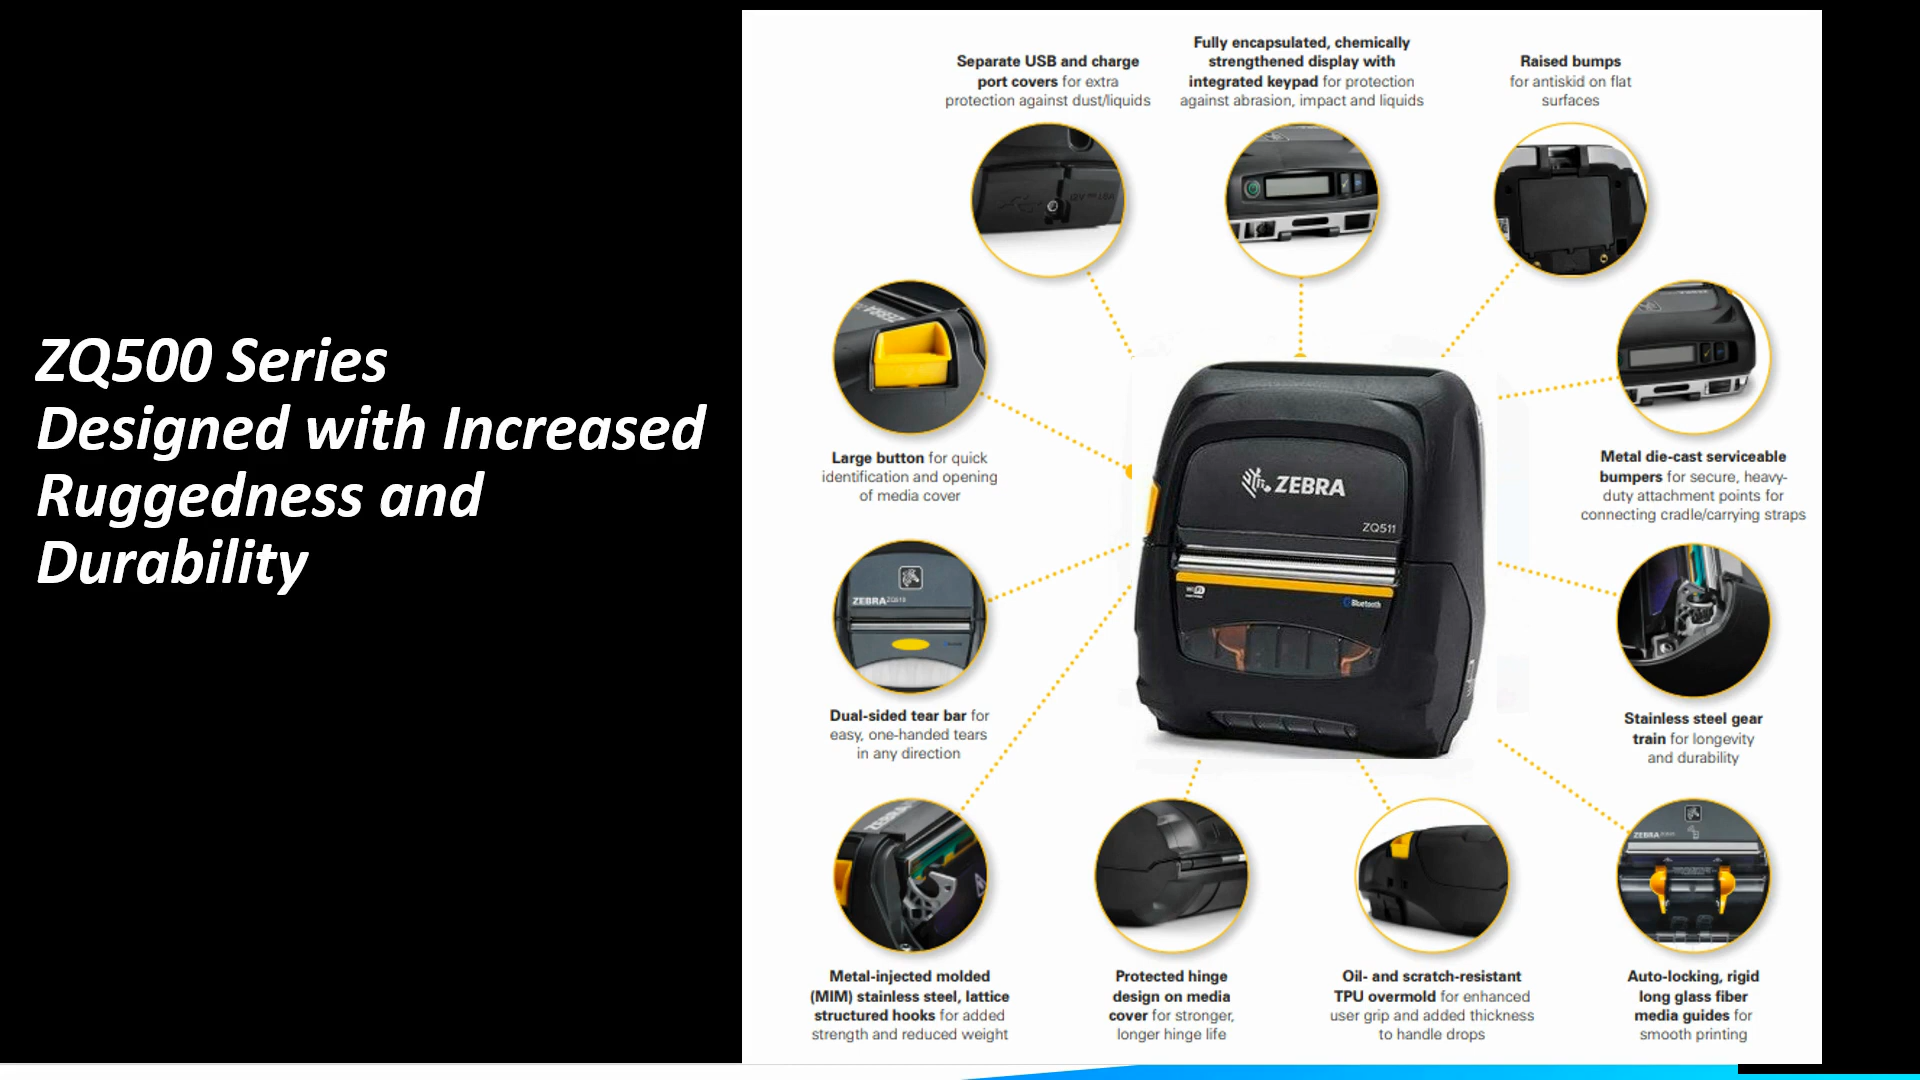 ZQ500 Series
Designed with Increased
Ruggedness and
Durability
Separate USB and charge
port covers for extra
protection against dust/liquids
Fully encapsulated, chemically
strengthened display with
integrated keypad for protection
against abrasion, impact and liquids
Raised bumps
for antiskid on flat
surfaces
ZEBRA
Large button for quick
identification and opening
of media cover
Metal die-cast serviceable
bumpers for secure, heavy-
duty attachment points for
connecting cradle/carrying straps
ZEBRA
ZQ511
WiFi
Bluetooth
ZEBRA
Dual-sided tear bar for
easy, one-handed tears
in any direction
Stainless steel gear
train for longevity
and durability
ZEBRA
ZEBRA
Metal-injected molded
(MIM) stainless steel, lattice
structured hooks for added
strength and reduced weight
Protected hinge
design on media
cover for stronger,
longer hinge life
Oil- and scratch-resistant
TPU overmold for enhanced
user grip and added thickness
to handle drops
Auto-locking, rigid
long glass fiber
media guides for
smooth printing